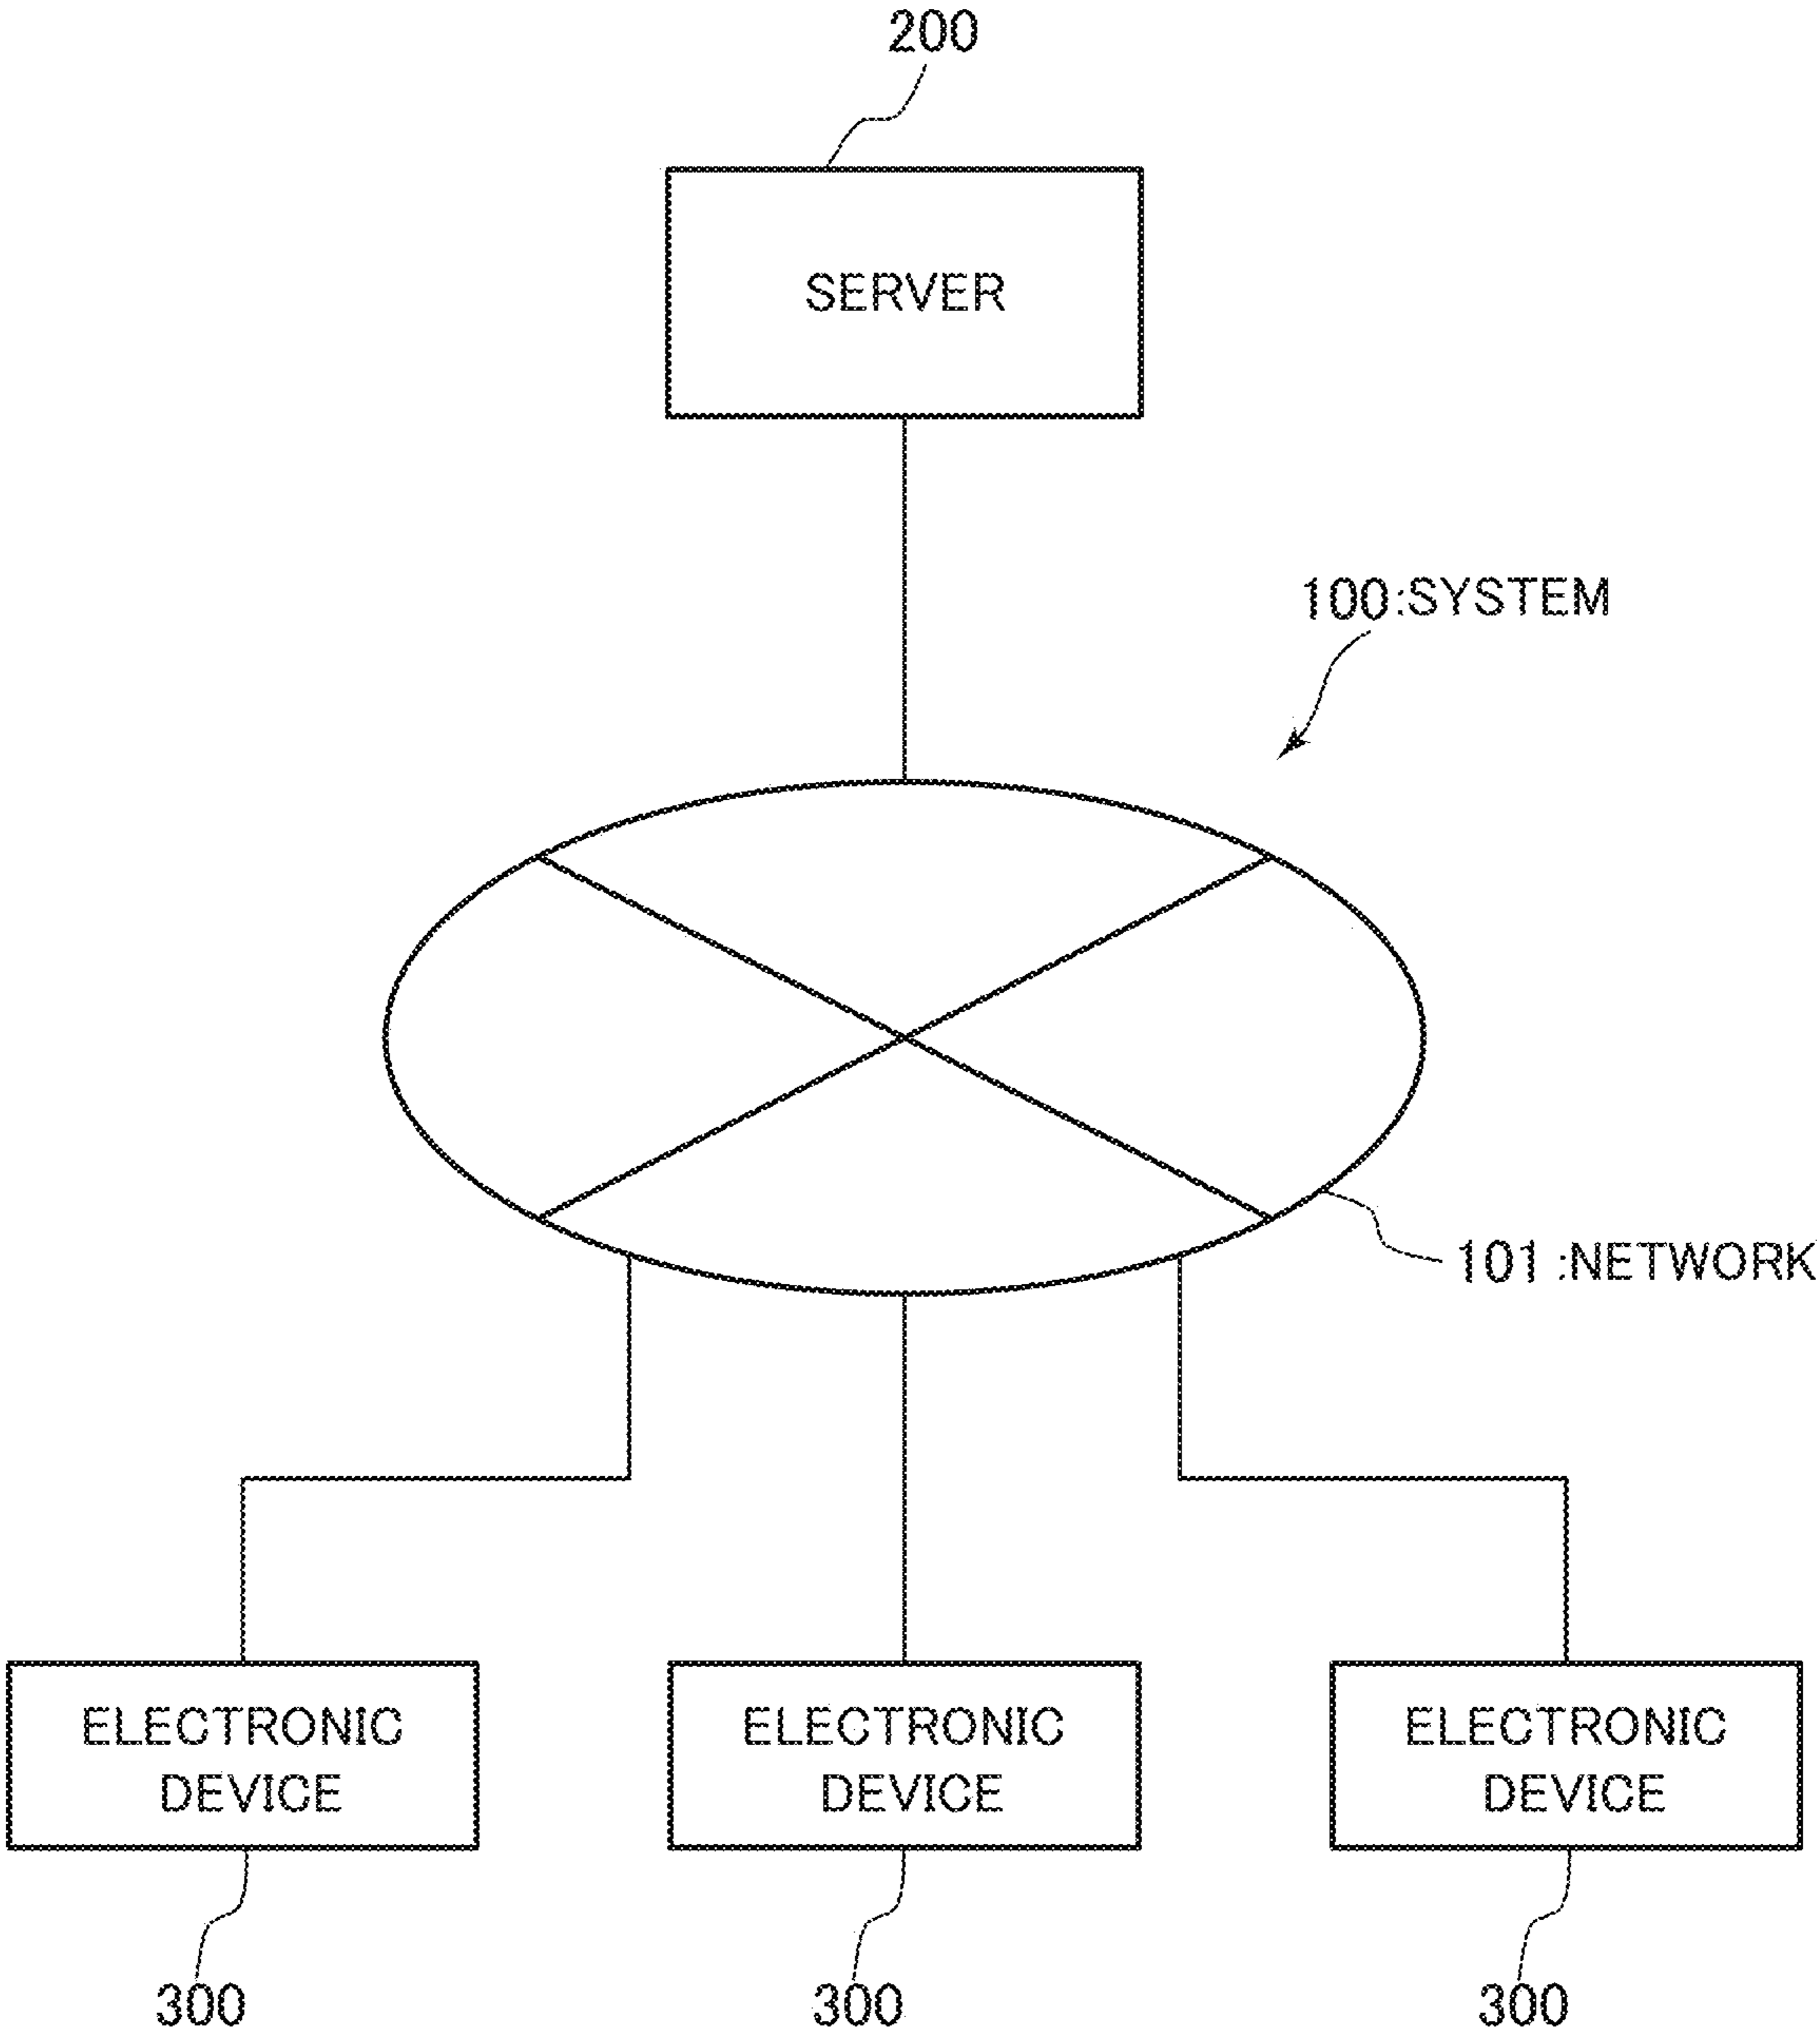 200
SERVER
100:SYSTEM
101:NETWORK
ELECTRONIC
DEVICE
ELECTRONIC
DEVICE
ELECTRONIC
DEVICE
300
300
300